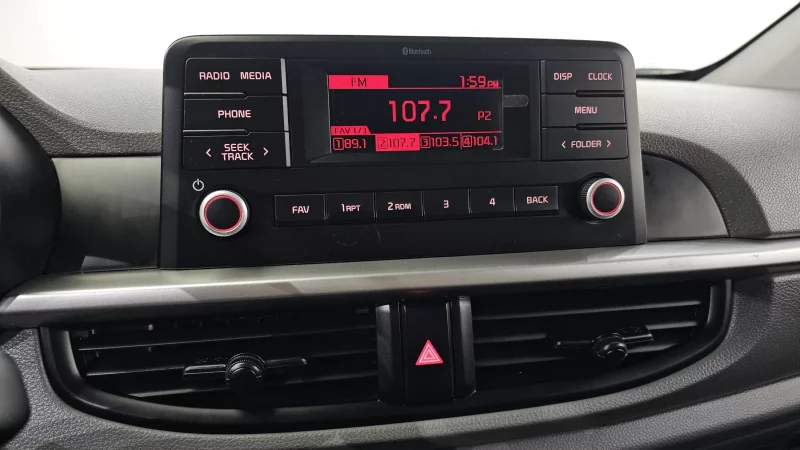 Bluetooth
RADIO MEDIA
PHONE
< SEEK TRACK >
FM 1:59 PM
107.7 P2
FAV 1/1
1 89.1 2 107.7 3 103.5 4 104.1
DISP CLOCK
MENU
< FOLDER >
FAV 1 RPT 2 RDM 3 4 BACK